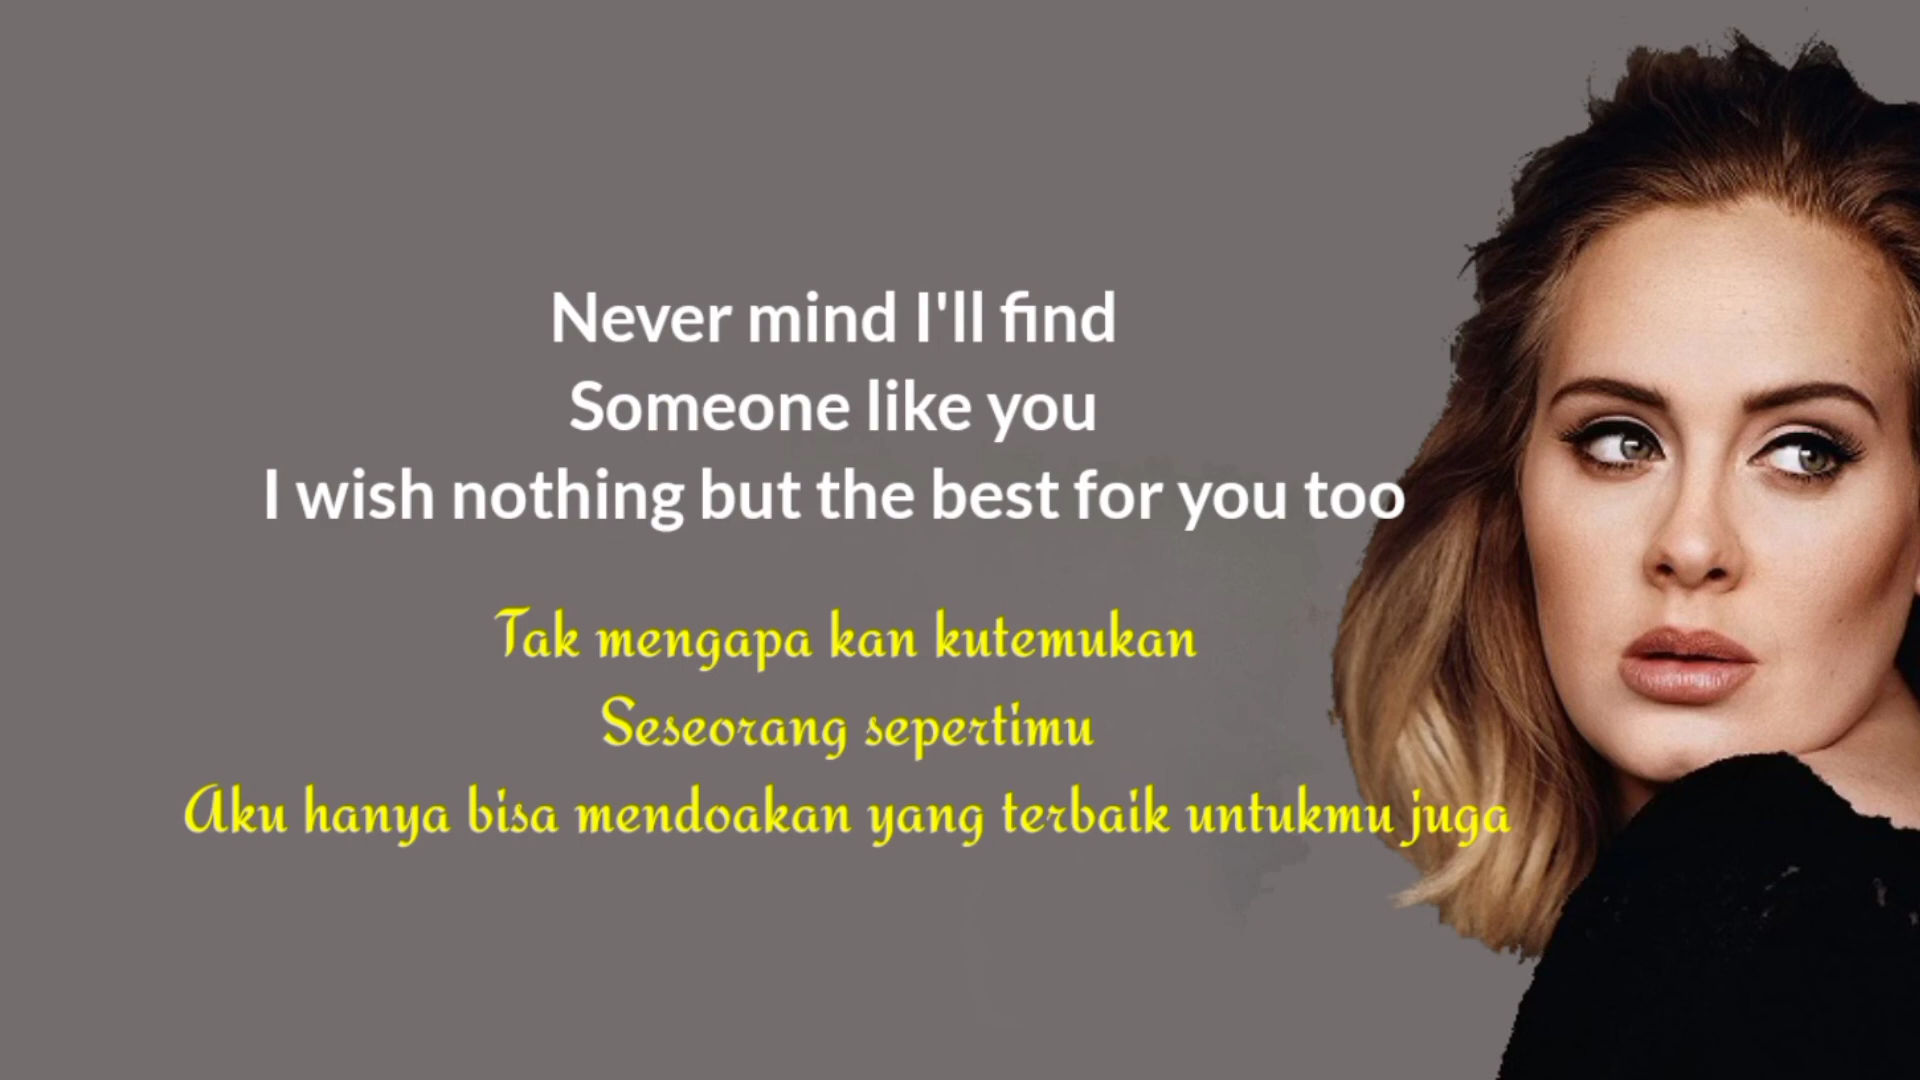 Never mind I'll find
Someone like you
I wish nothing but the best for you too
Tak mengapa kan kutemukan
Seseorang sepertimu
Aku hanya bisa mendoakan yang terbaik untukmu juga